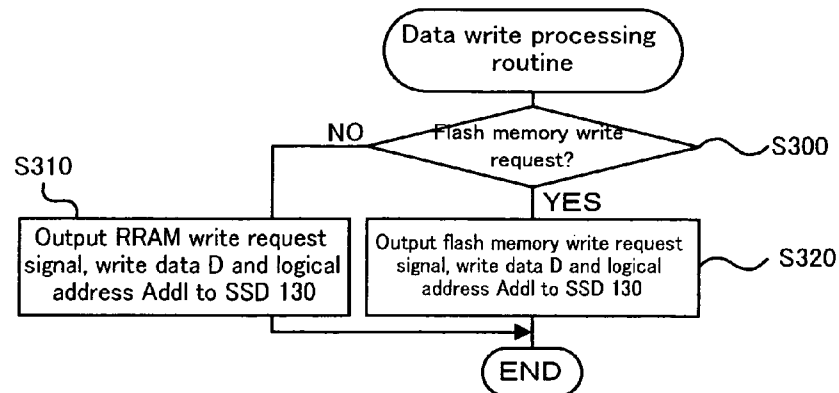 Data write processing
routine
Flash memory write
request?
NO
S300
YES
S310
Output RRAM write request
signal, write data D and logical
address Addl to SSD 130
Output flash memory write request
signal, write data D and logical
address Addl to SSD 130
S320
END